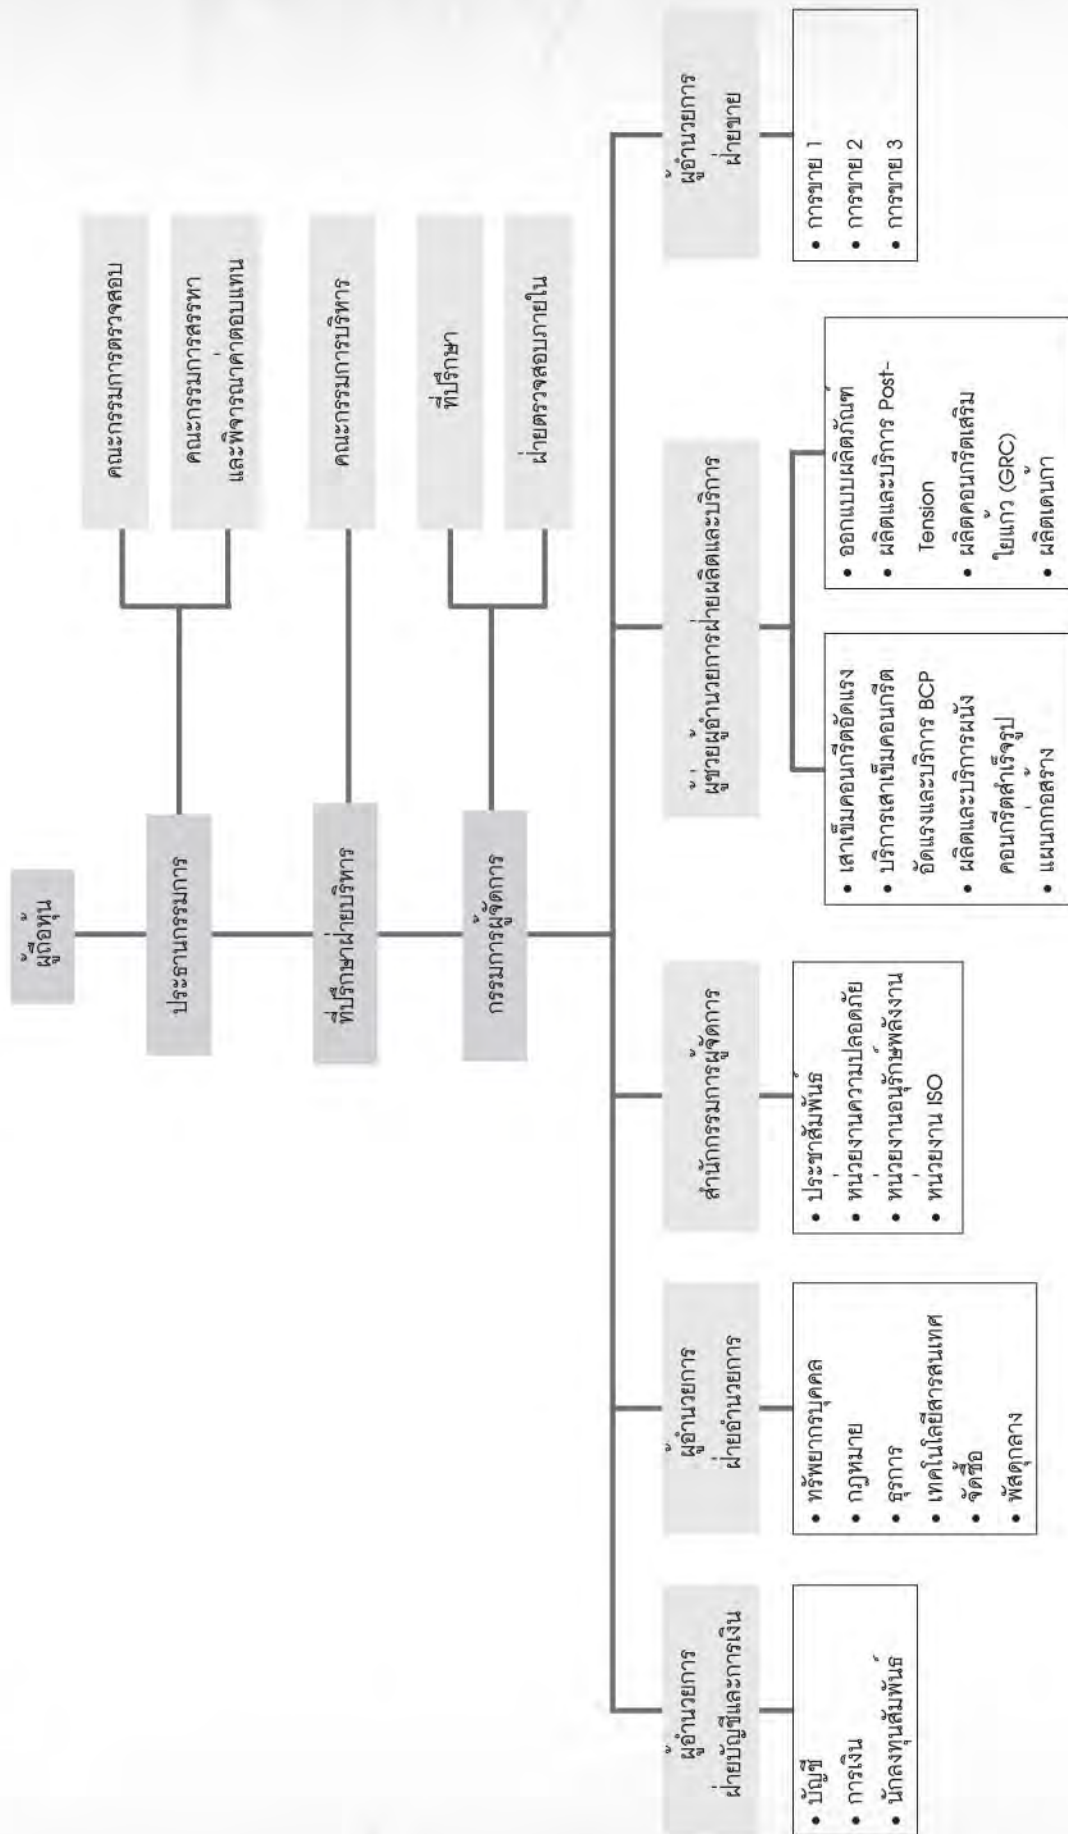 ผู้ถือหุ้น
ประธานกรรมการ
คณะกรรมการตรวจสอบ
คณะกรรมการสรรหา
และพิจารณาค่าตอบแทน
ที่ปรึกษาฝ่ายบริหาร
คณะกรรมการบริหาร
กรรมการผู้จัดการ
ที่ปรึกษา
ฝ่ายตรวจสอบภายใน
ผู้อำนวยการ
ฝ่ายบัญชีและการเงิน
• บัญชี
• การเงิน
• นักลงทุนสัมพันธ์
ผู้อำนวยการ
ฝ่ายอำนวยการ
• ทรัพยากรบุคคล
• กฎหมาย
• ธุรการ
• เทคโนโลยีสารสนเทศ
• จัดซื้อ
• พัสดุกลาง
สำนักกรรมการผู้จัดการ
• ประชาสัมพันธ์
• หน่วยงานความปลอดภัย
• หน่วยงานอนุรักษ์พลังงาน
• หน่วยงาน ISO
ผู้ช่วยผู้อำนวยการฝ่ายผลิตและบริการ
• เสาเข็มคอนกรีตอัดแรง
• บริการเสาเข็มคอนกรีต
อัดแรงและบริการ BCP
• ผลิตและบริการผนัง
คอนกรีตสำเร็จรูป
• แผนกก่อสร้าง
• ออกแบบผลิตภัณฑ์
• ผลิตและบริการ Post-
Tension
• ผลิตคอนกรีตเสริม
ใยแก้ว (GRC)
• ผลิตเดนก้า
ผู้อำนวยการ
ฝ่ายขาย
• การขาย 1
• การขาย 2
• การขาย 3